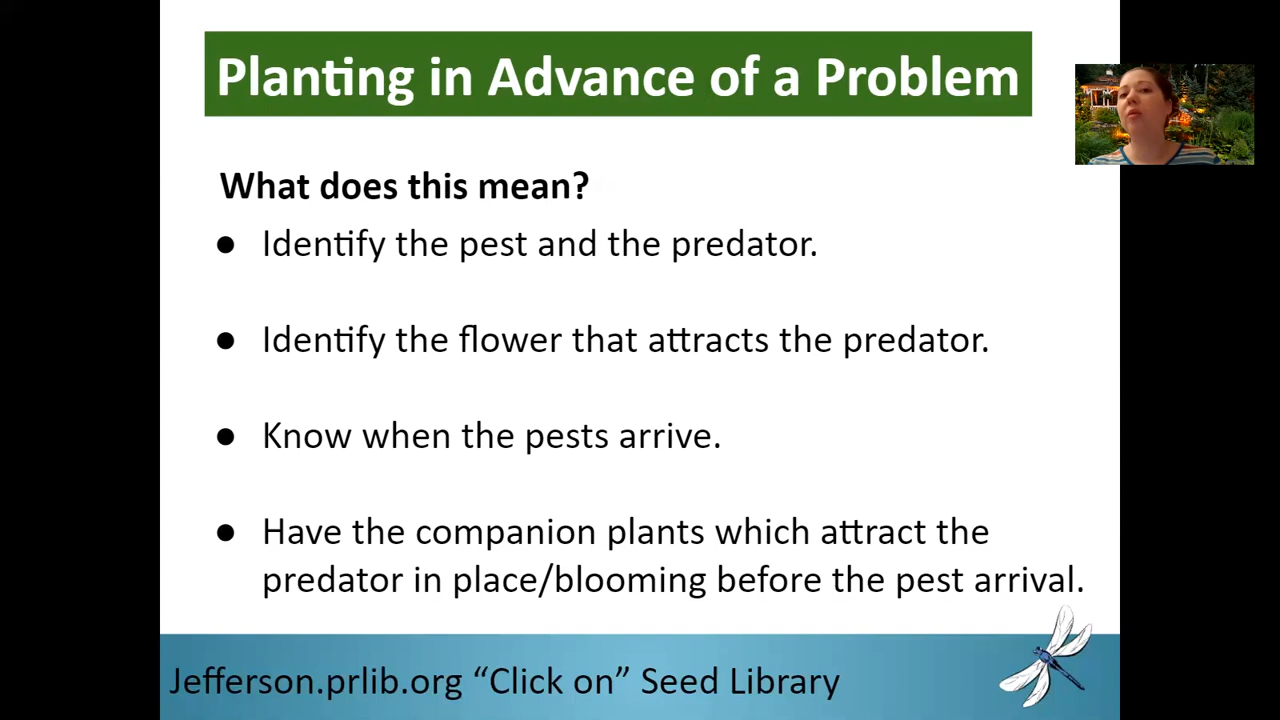 Planting in Advance of a Problem
What does this mean?
● Identify the pest and the predator.
● Identify the flower that attracts the predator.
● Know when the pests arrive.
● Have the companion plants which attract the
predator in place/blooming before the pest arrival.
Jefferson.prlib.org “Click on” Seed Library